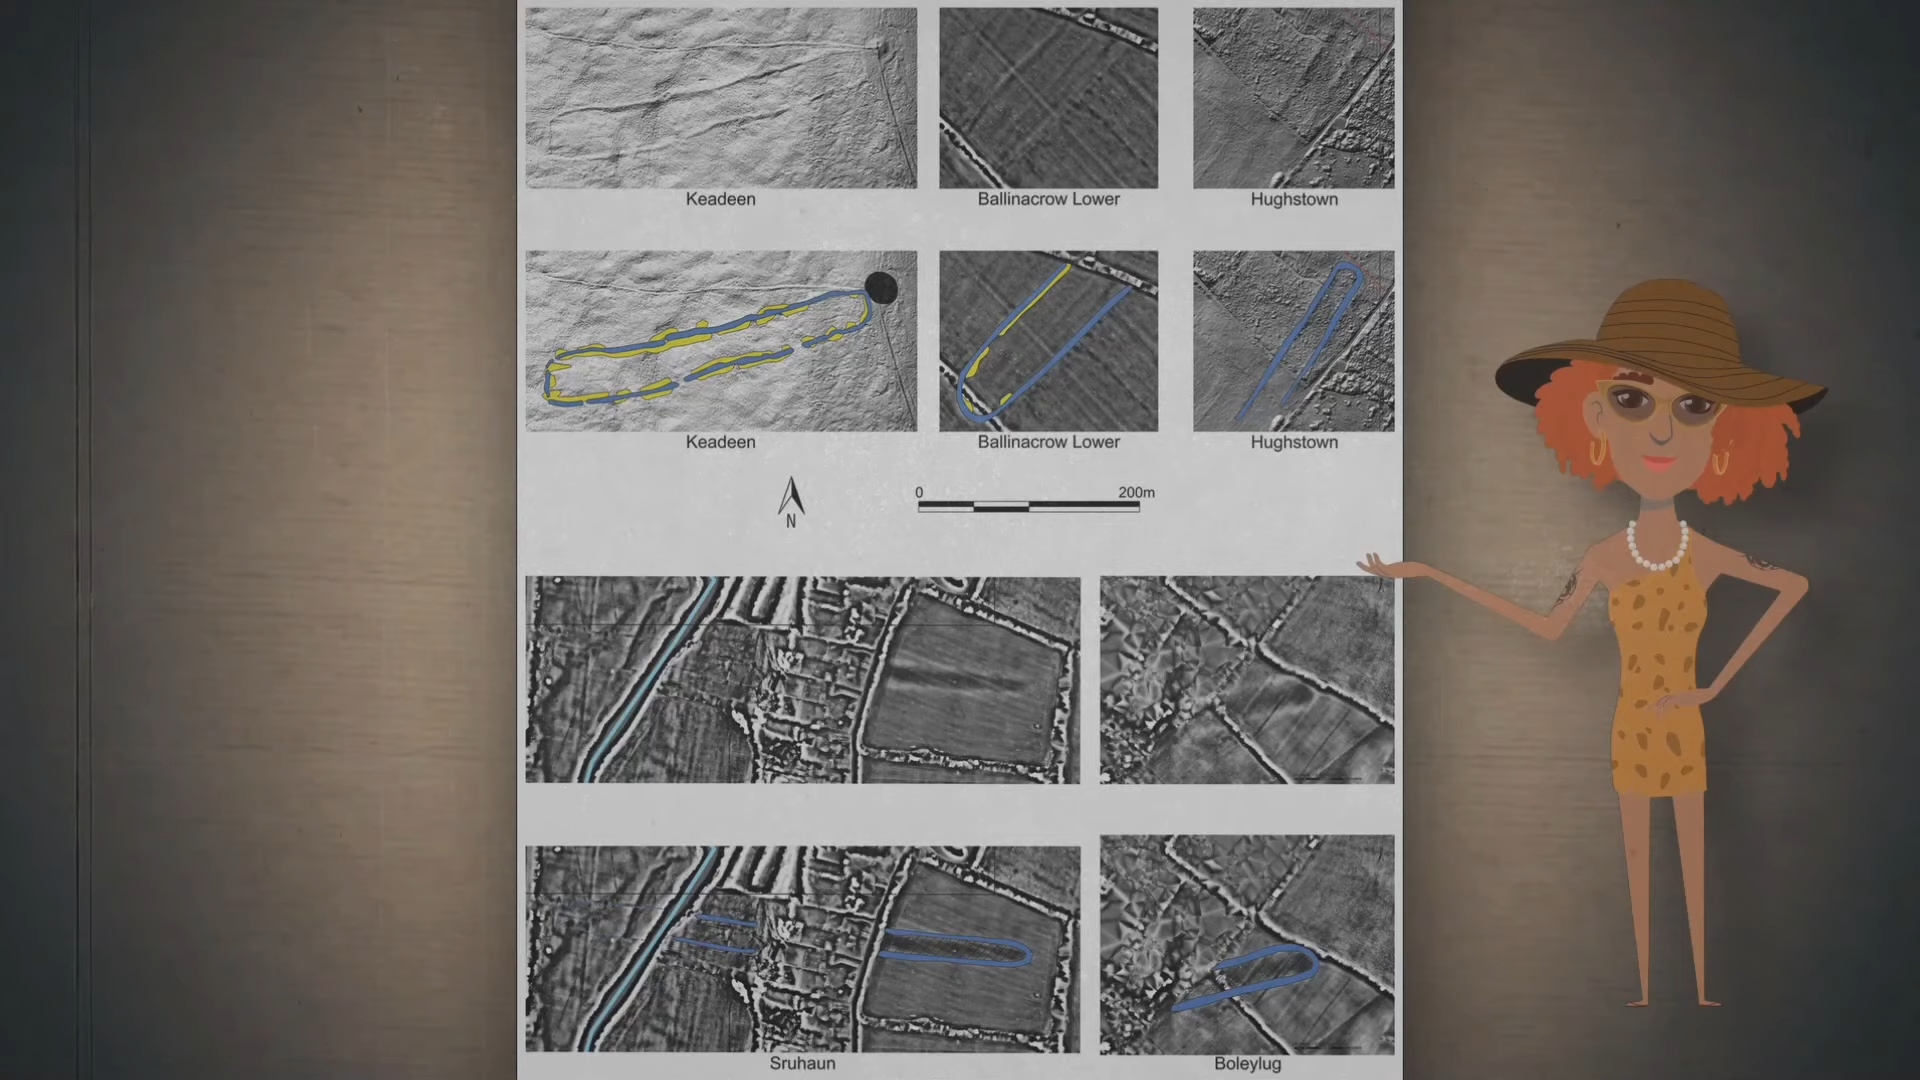 Keadeen
Ballinacrow Lower
Hughstown
Keadeen
Ballinacrow Lower
Hughstown
N
0
200m
Sruhaun
Boleylug